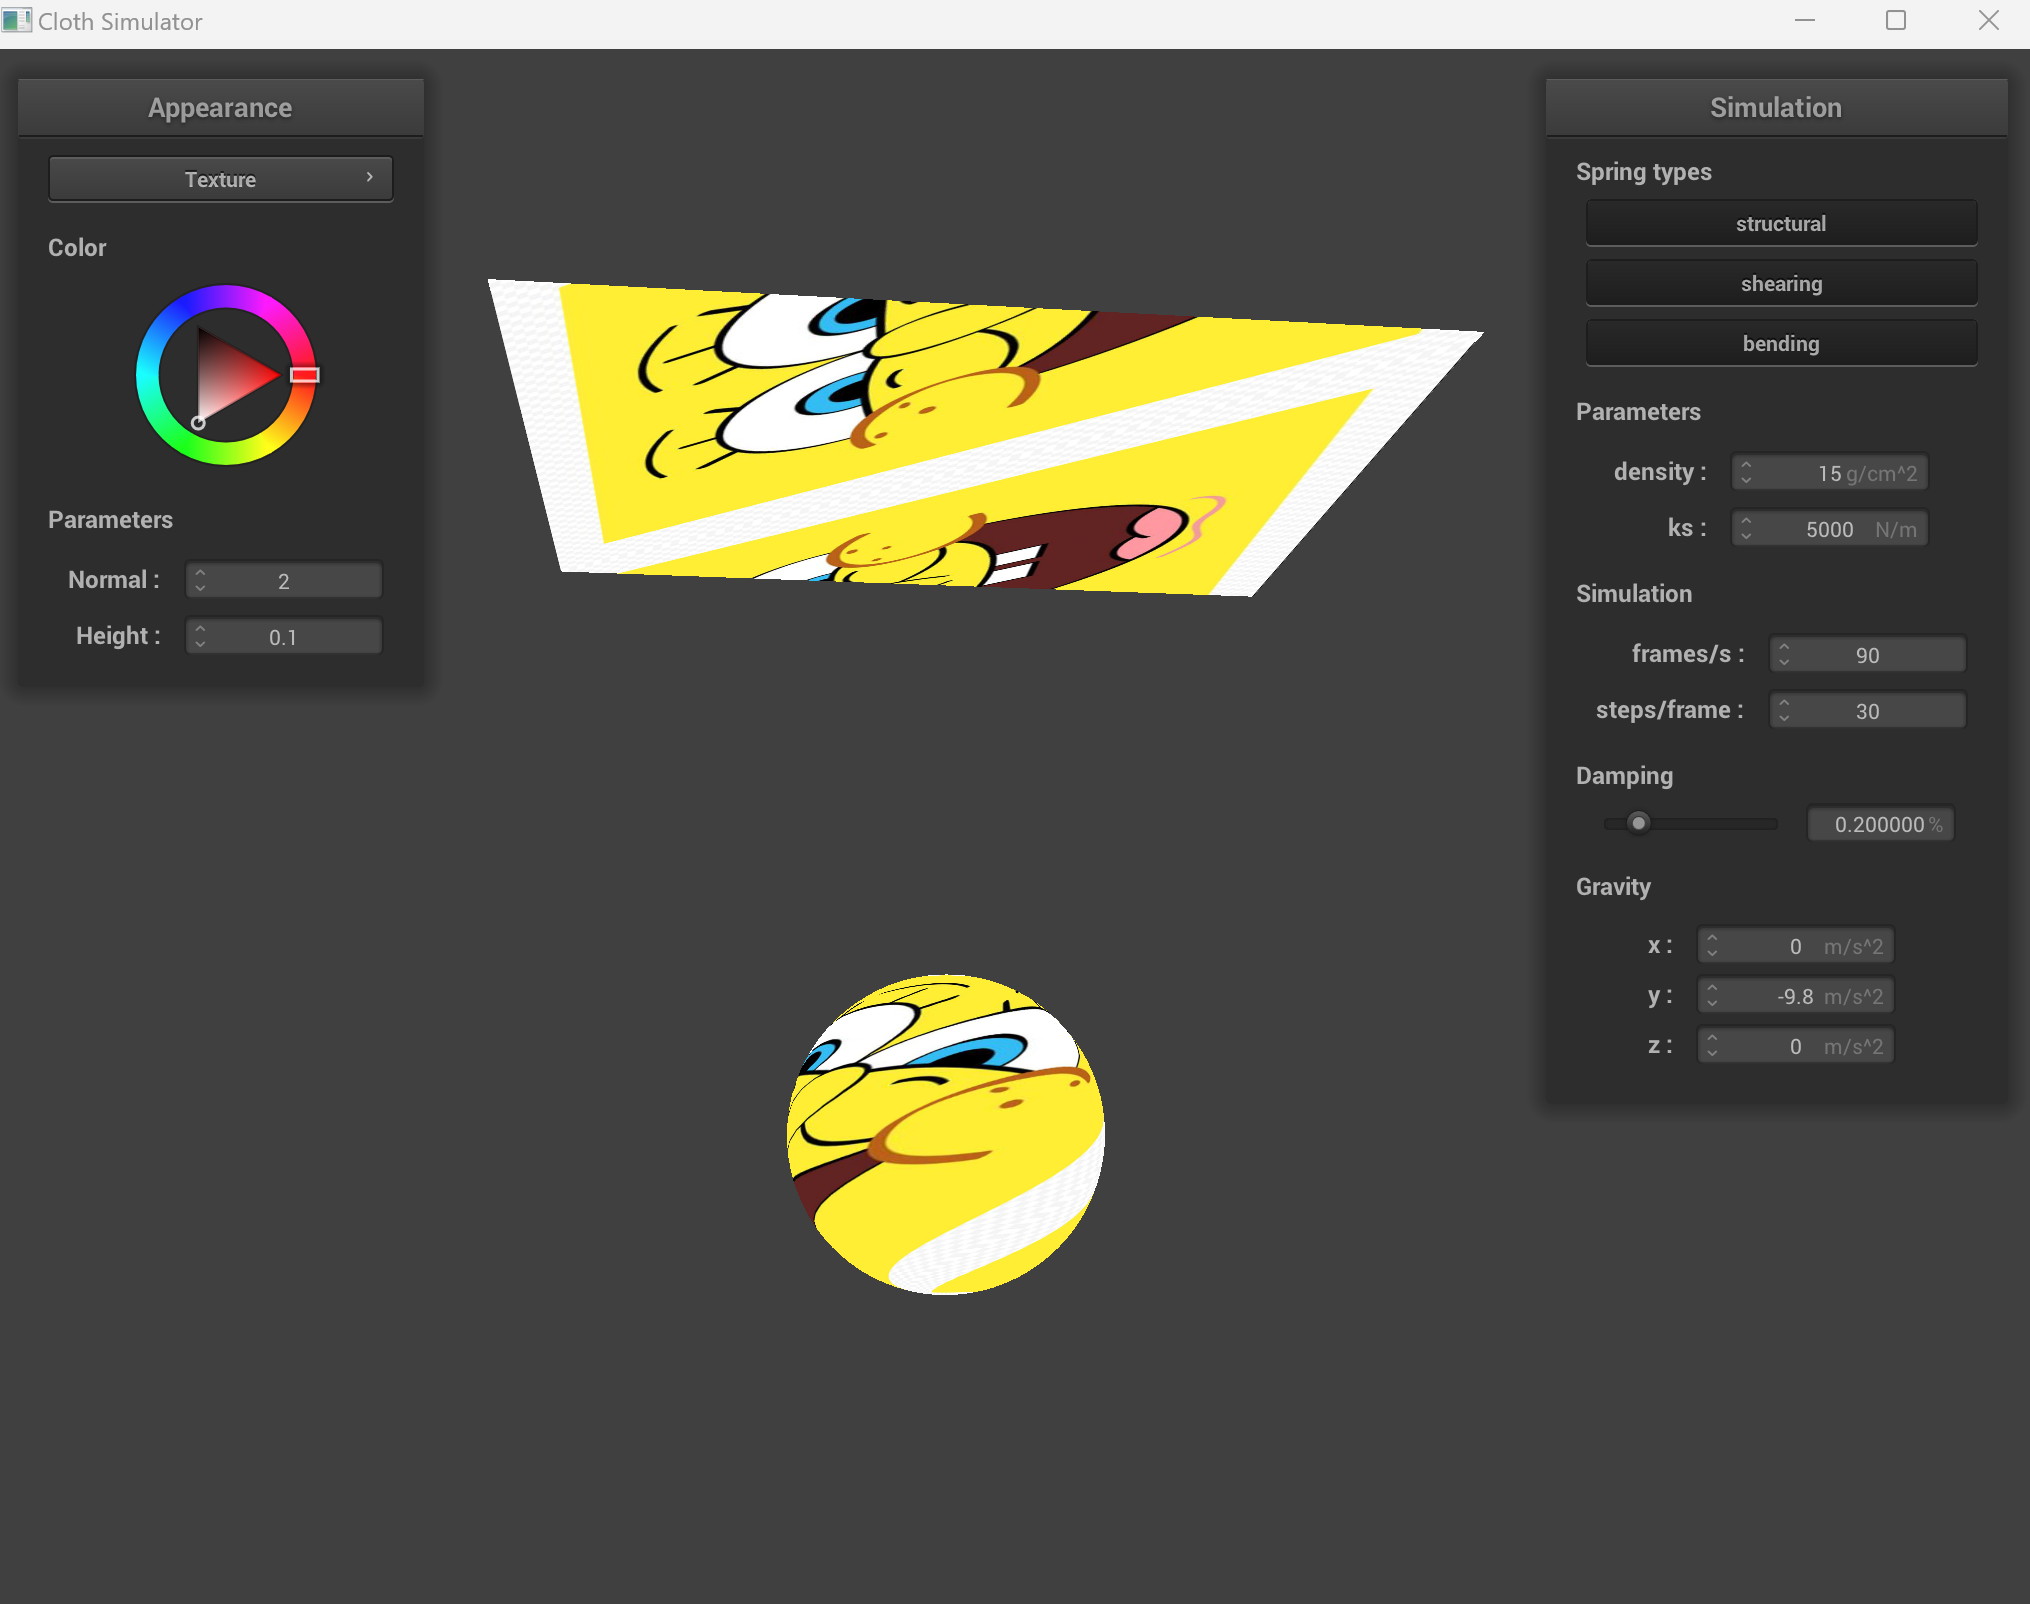 Cloth Simulator
Appearance
Texture
Color
Parameters
Normal : 2
Height : 0.1
Simulation
Spring types
structural
shearing
bending
Parameters
density : 15 g/cm^2
ks : 5000 N/m
Simulation
frames/s : 90
steps/frame : 30
Damping
0.200000 %
Gravity
x : 0 m/s^2
y : -9.8 m/s^2
z : 0 m/s^2